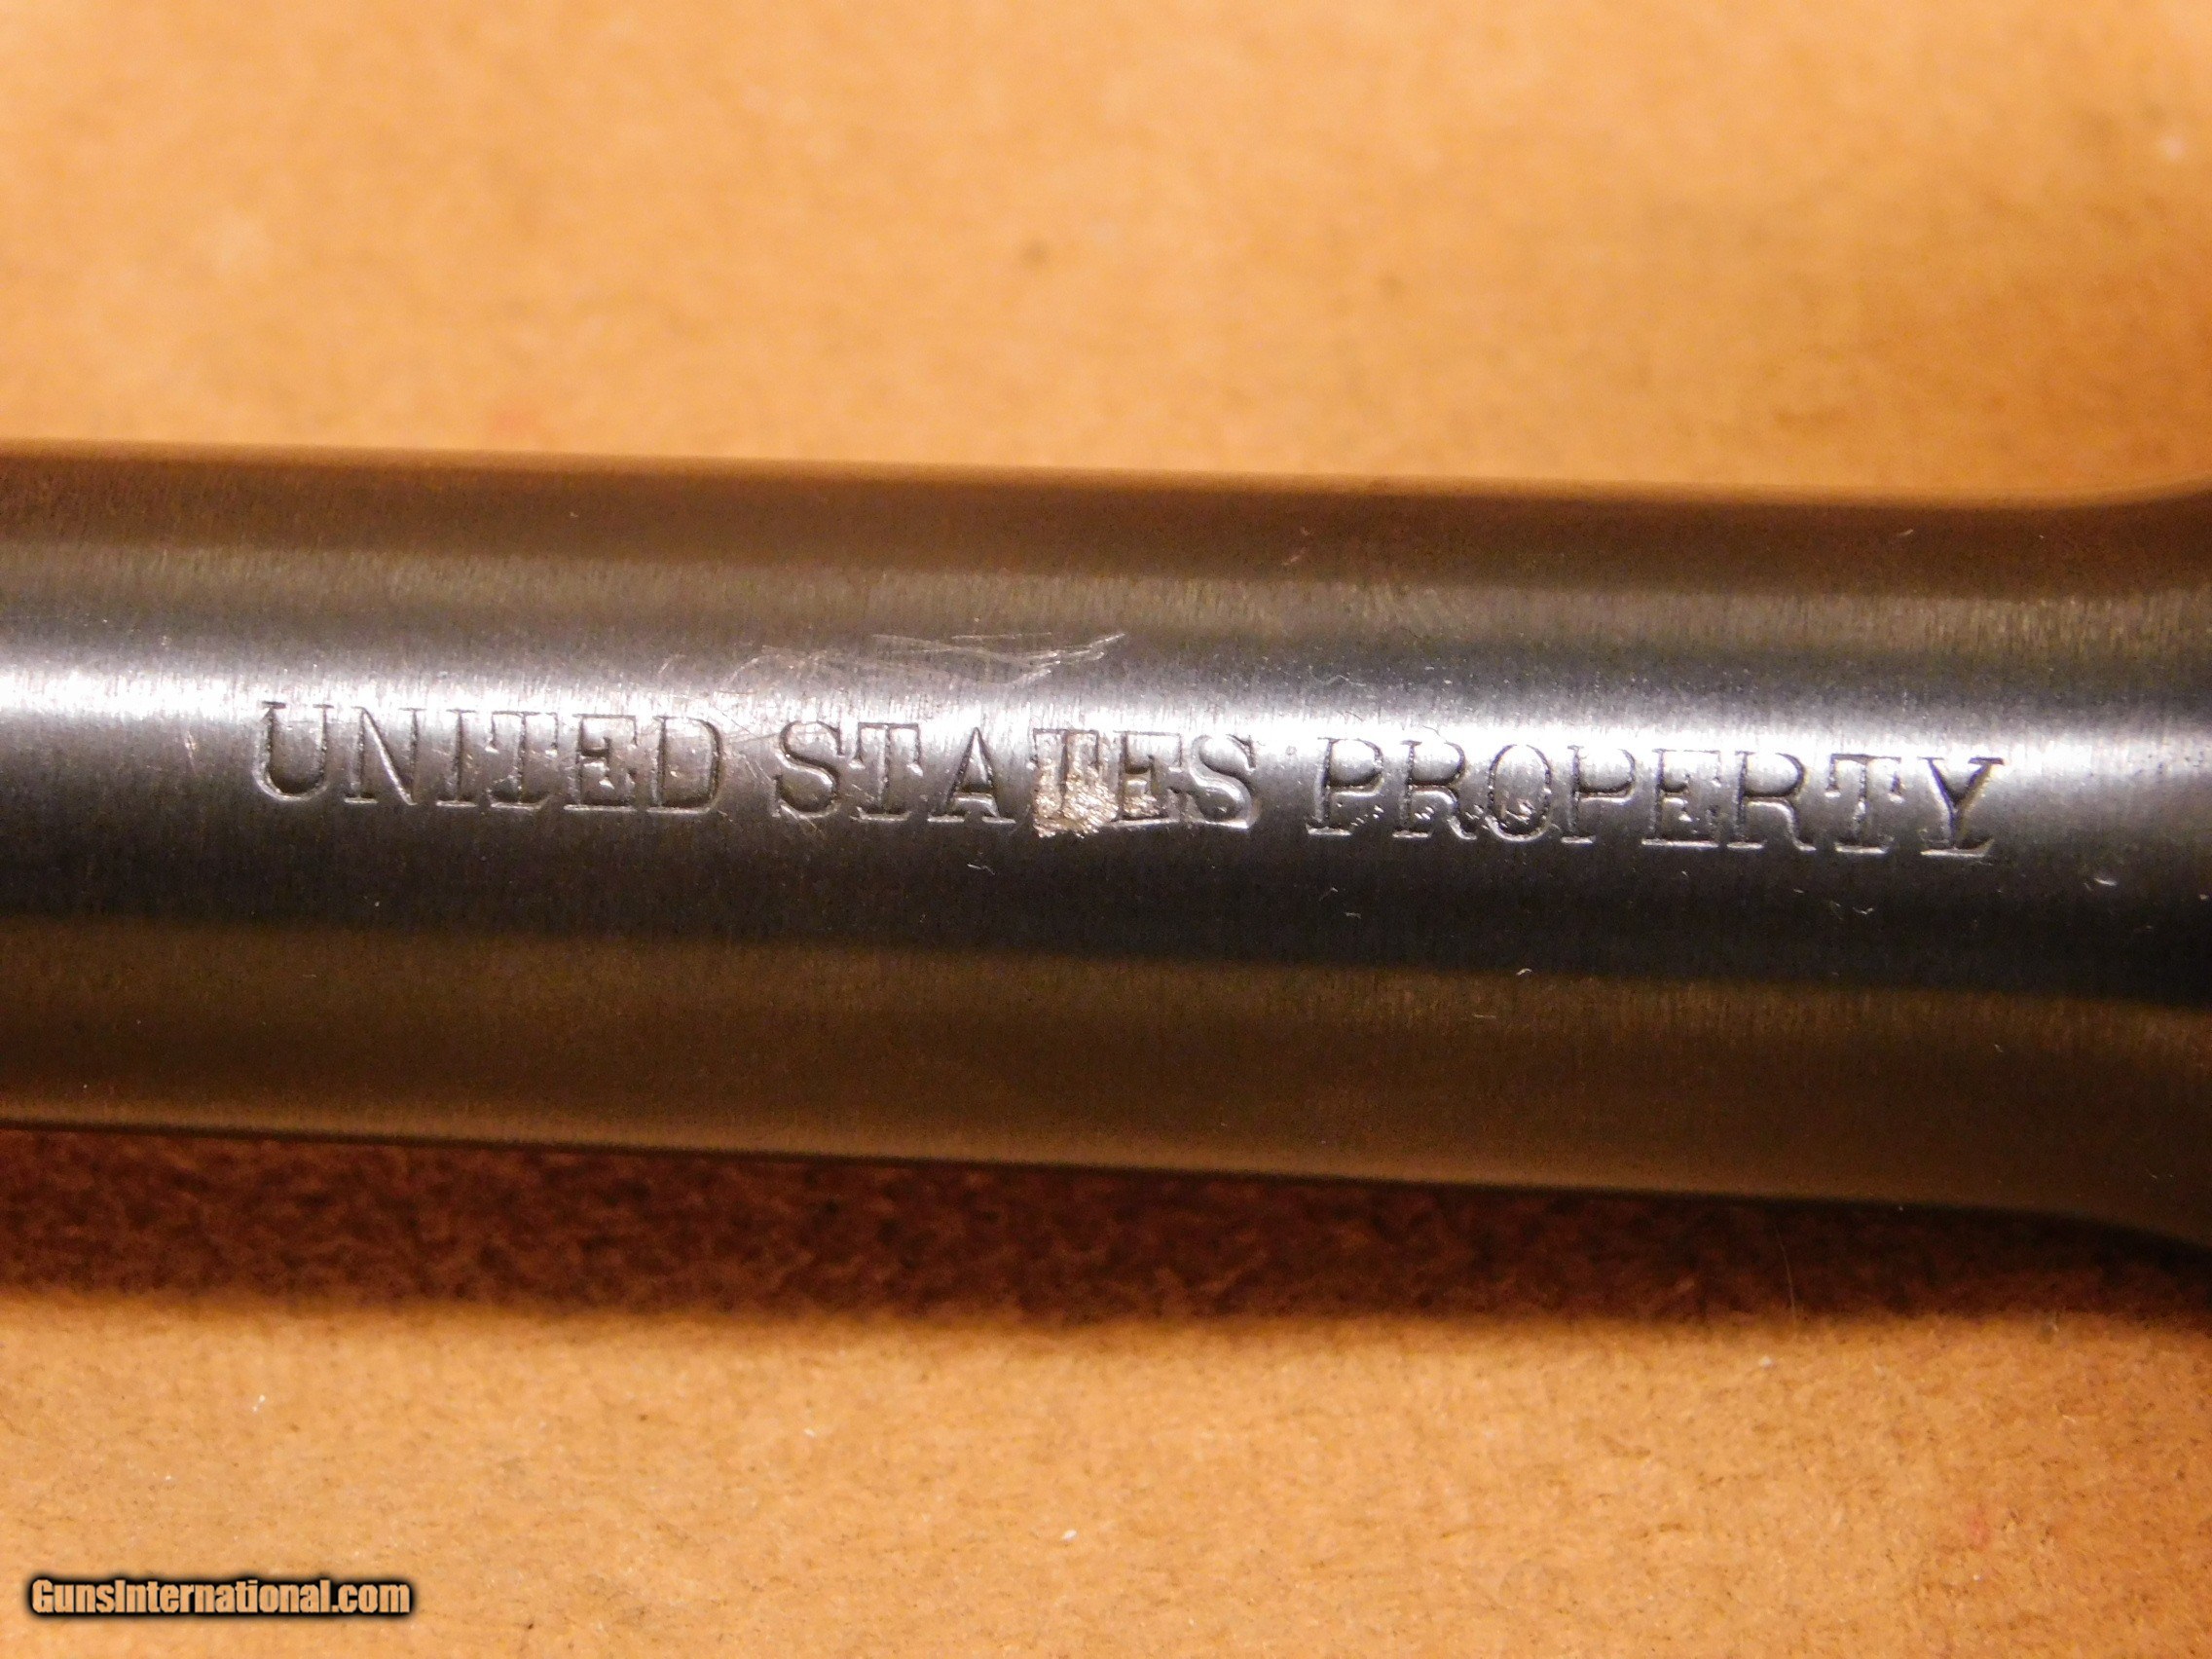 UNITED STATES PROPERTY
GunsInternational.com